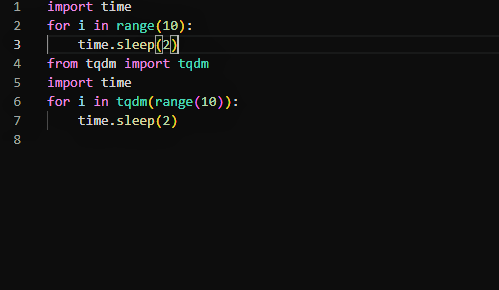 1 import time
2 for i in range(10):
3     time.sleep(2)
4 from tqdm import tqdm
5 import time
6 for i in tqdm(range(10)):
7     time.sleep(2)
8